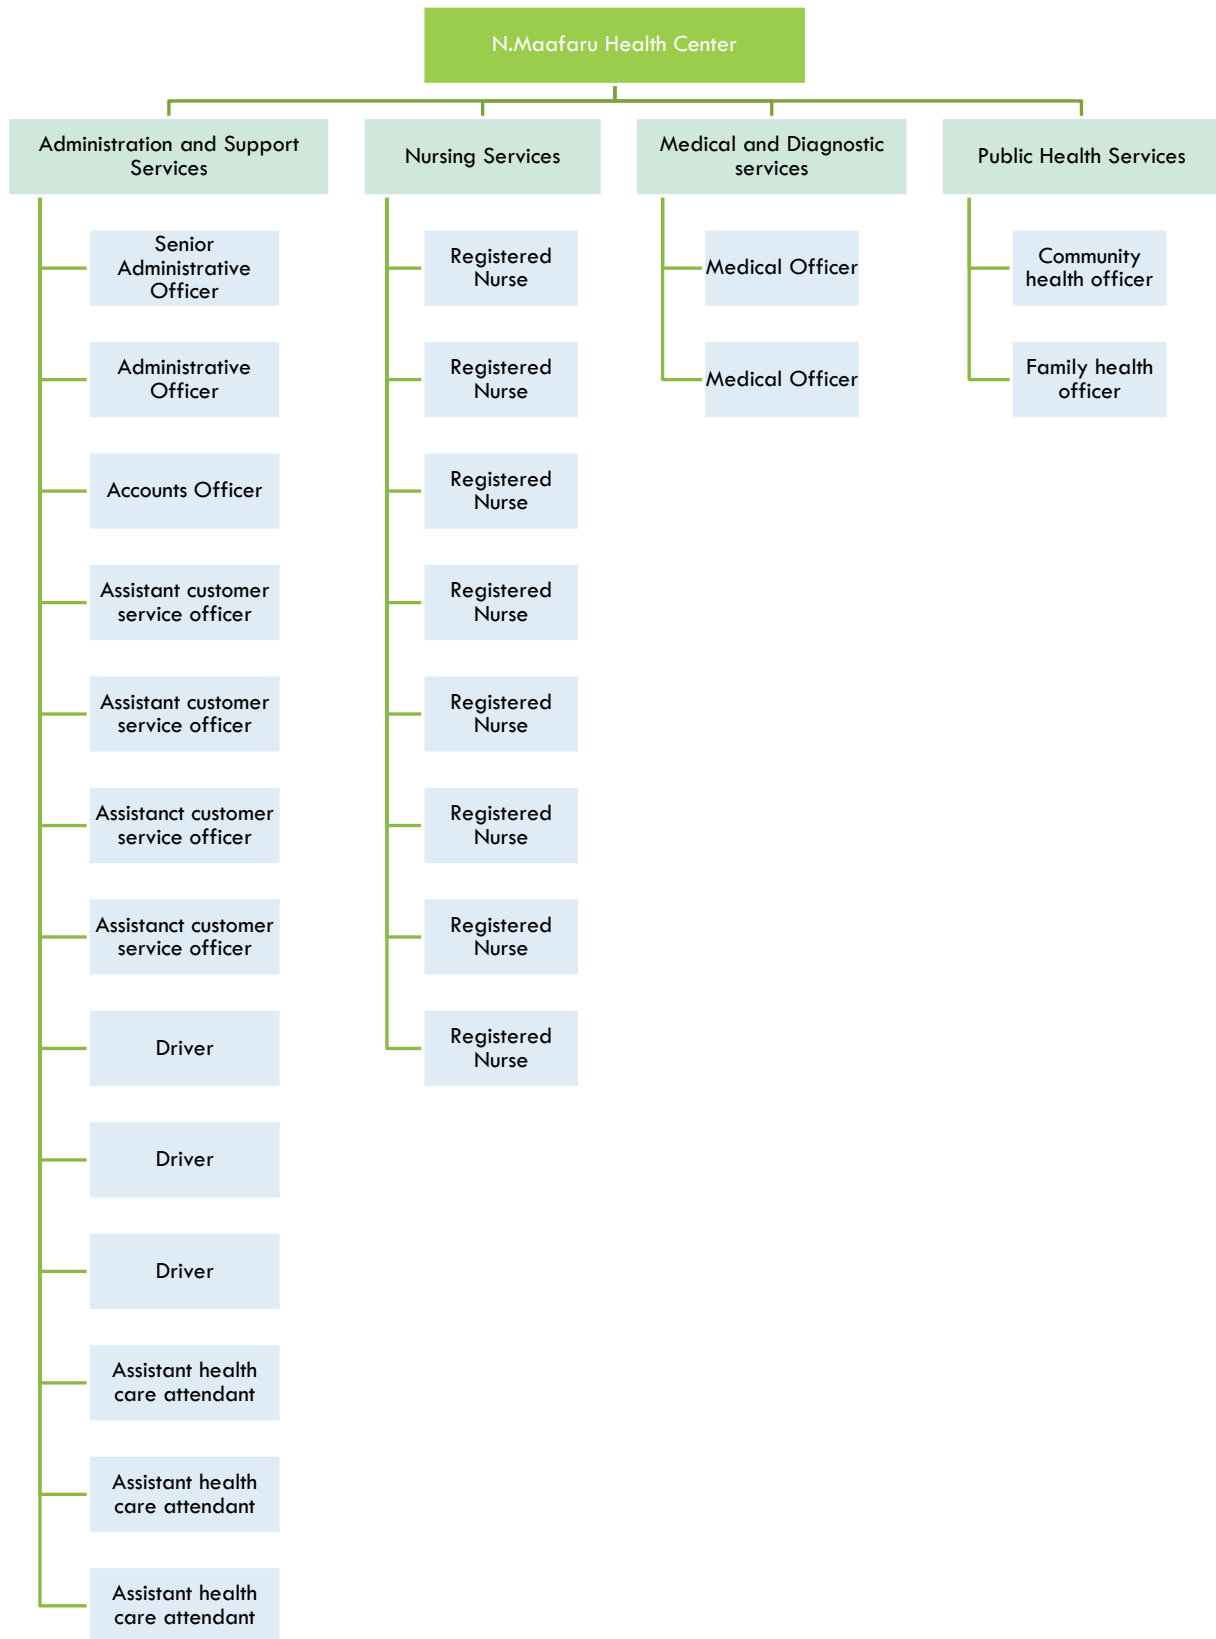 N.Maafaru Health Center
Administration and Support
Services
Senior
Administrative
Officer
Administrative
Officer
Accounts Officer
Assistant customer
service officer
Assistant customer
service officer
Assistanct customer
service officer
Assistanct customer
service officer
Driver
Driver
Driver
Assistant health
care attendant
Assistant health
care attendant
Assistant health
care attendant
Nursing Services
Registered
Nurse
Registered
Nurse
Registered
Nurse
Registered
Nurse
Registered
Nurse
Registered
Nurse
Registered
Nurse
Registered
Nurse
Medical and Diagnostic
services
Medical Officer
Medical Officer
Public Health Services
Community
health officer
Family health
officer